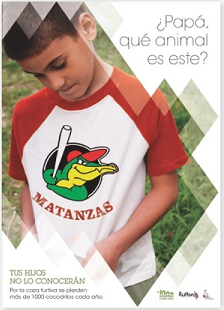 ¿Papá,
qué animal
es este?
MATANZAS
TUS HIJOS
NO LO CONOCERÁN
Por la caza furtiva se pierden
más de 1000 cocodrilos cada año.